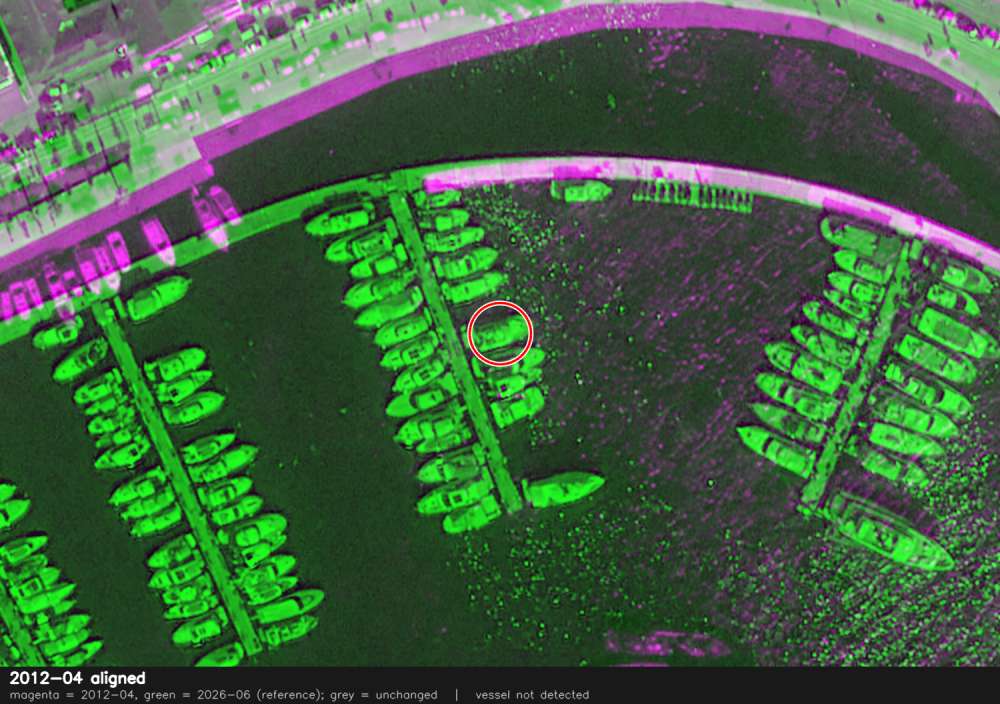 2012-04 aligned
magenta = 2012-04, green = 2026-06 (reference); grey = unchanged | vessel not detected